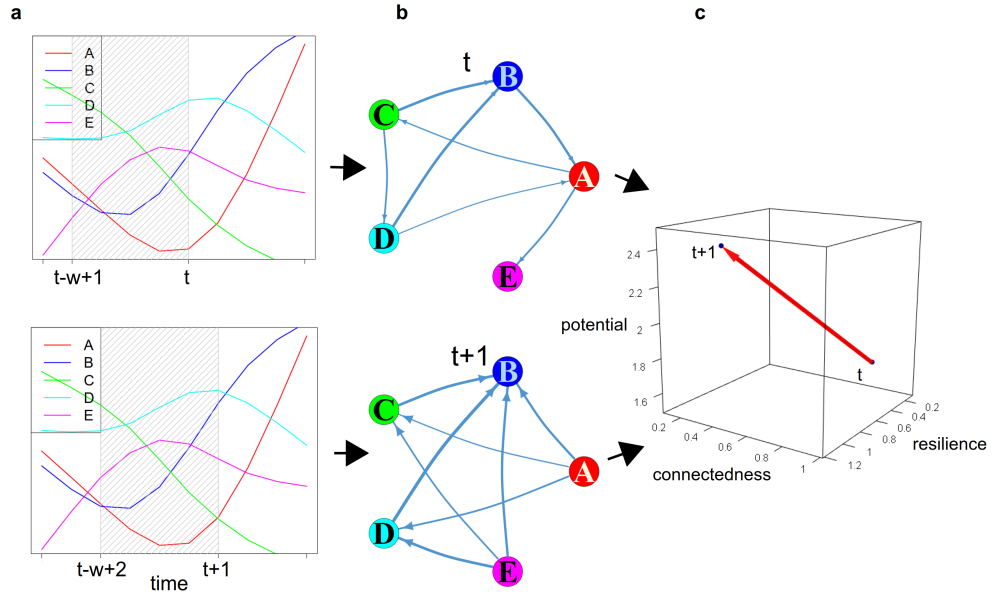 a
A
B
C
D
E
t-w+1
t
A
B
C
D
E
t-w+2
t+1
time
b
t
B
C
A
D
E
t+1
B
C
A
D
E
c
2.4
2.2
2
1.8
1.6
potential
t+1
t
0.2
0.4
0.6
0.8
1
connectedness
0.2
0.4
0.6
0.8
1
1.2
resilience